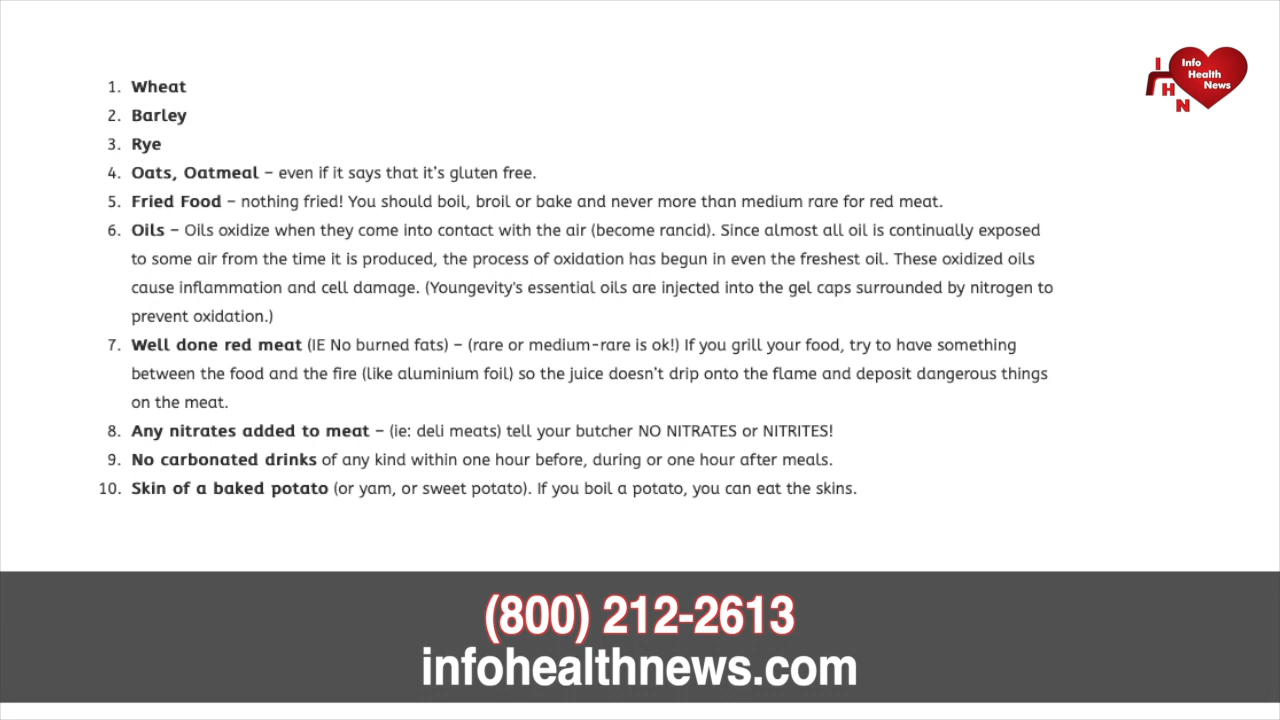 Info
Health
News
I
H
N
1. Wheat
2. Barley
3. Rye
4. Oats, Oatmeal – even if it says that it's gluten free.
5. Fried Food – nothing fried! You should boil, broil or bake and never more than medium rare for red meat.
6. Oils – Oils oxidize when they come into contact with the air (become rancid). Since almost all oil is continually exposed
to some air from the time it is produced, the process of oxidation has begun in even the freshest oil. These oxidized oils
cause inflammation and cell damage. (Youngevity's essential oils are injected into the gel caps surrounded by nitrogen to
prevent oxidation.)
7. Well done red meat (IE No burned fats) – (rare or medium-rare is ok!) If you grill your food, try to have something
between the food and the fire (like aluminium foil) so the juice doesn't drip onto the flame and deposit dangerous things
on the meat.
8. Any nitrates added to meat – (ie: deli meats) tell your butcher NO NITRATES or NITRITES!
9. No carbonated drinks of any kind within one hour before, during or one hour after meals.
10. Skin of a baked potato (or yam, or sweet potato). If you boil a potato, you can eat the skins.
(800) 212-2613
infohealthnews.com